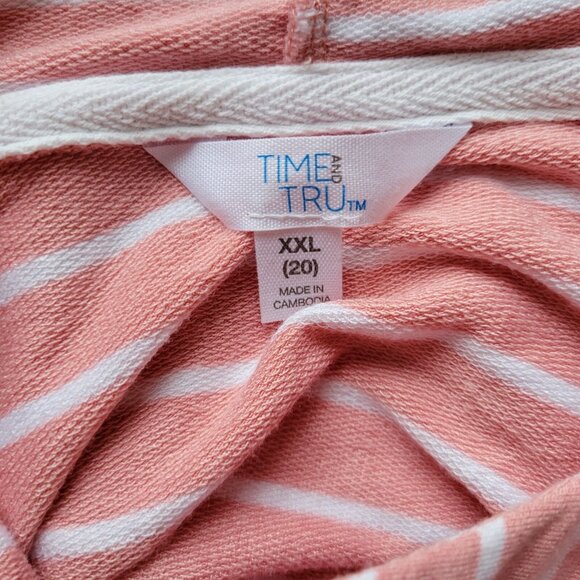 TIME AND
TRU™
XXL
(20)
MADE IN
CAMBODIA